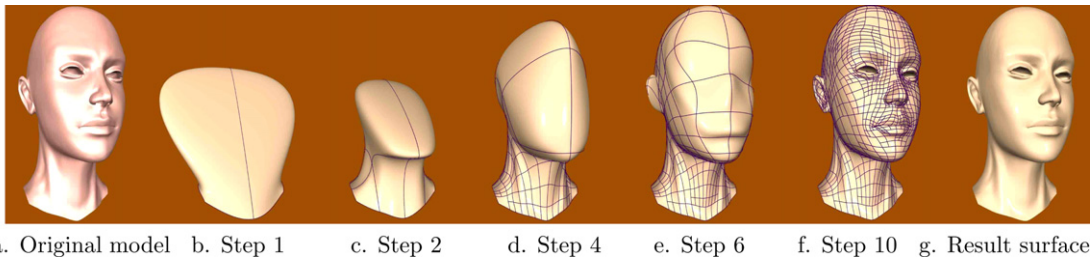 a. Original model b. Step 1 c. Step 2 d. Step 4 e. Step 6 f. Step 10 g. Result surface